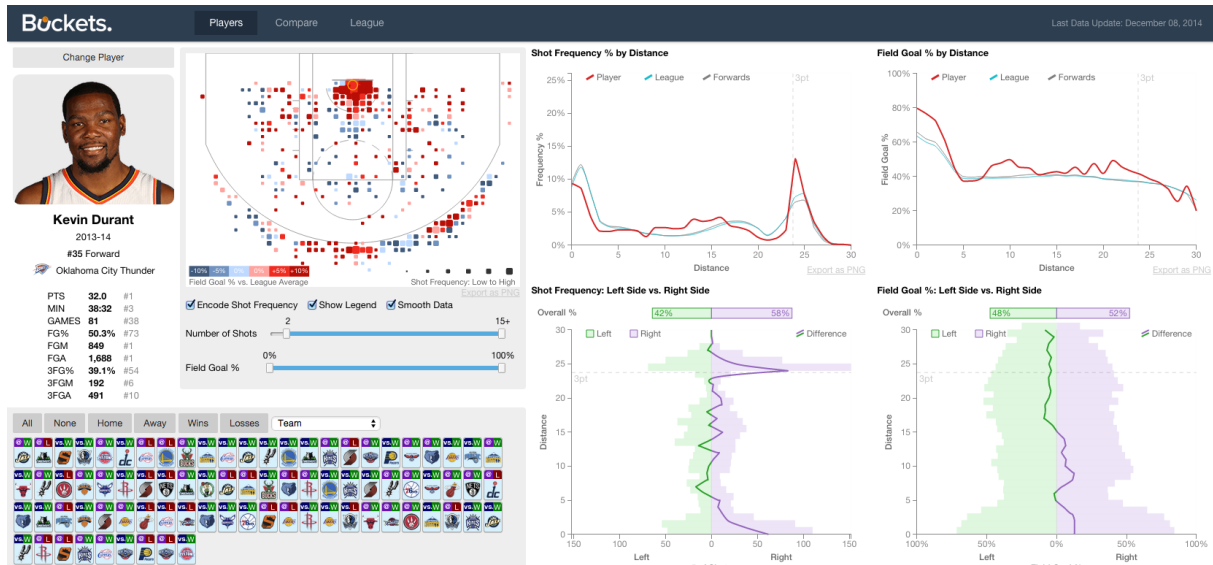 Buckets.
Players Compare League
Last Data Update: December 08, 2014
Change Player
Kevin Durant
2013-14
#35 Forward
Oklahoma City Thunder
PTS 32.0 #1
MIN 38:32 #3
GAMES 81 #38
FG% 50.3% #73
FGM 849 #1
FGA 1,688 #1
3FG% 39.1% #54
3FGM 192 #6
3FGA 491 #10
-10% -5% 0% 0% +5% +10%
Field Goal % vs. League Average
Shot Frequency: Low to High
Export as PNG
Encode Shot Frequency Show Legend Smooth Data
2 15+
Number of Shots
0% 100%
Field Goal %
All None Home Away Wins Losses Team
Shot Frequency % by Distance
Player League Forwards
3pt
25%
20%
15%
10%
5%
0%
Frequency %
0 5 10 15 20 25 30
Distance
Export as PNG
Field Goal % by Distance
Player League Forwards
3pt
100%
80%
60%
40%
20%
0%
Field Goal %
0 5 10 15 20 25 30
Distance
Export as PNG
Shot Frequency: Left Side vs. Right Side
Overall % 42% 58%
Left Right Difference
3pt
30
25
20
15
10
5
0
Distance
150 100 50 0 50 100 150
Left Right
Field Goal %: Left Side vs. Right Side
Overall % 48% 52%
Left Right Difference
3pt
30
25
20
15
10
5
0
Distance
100% 50% 0% 50% 100%
Left Right